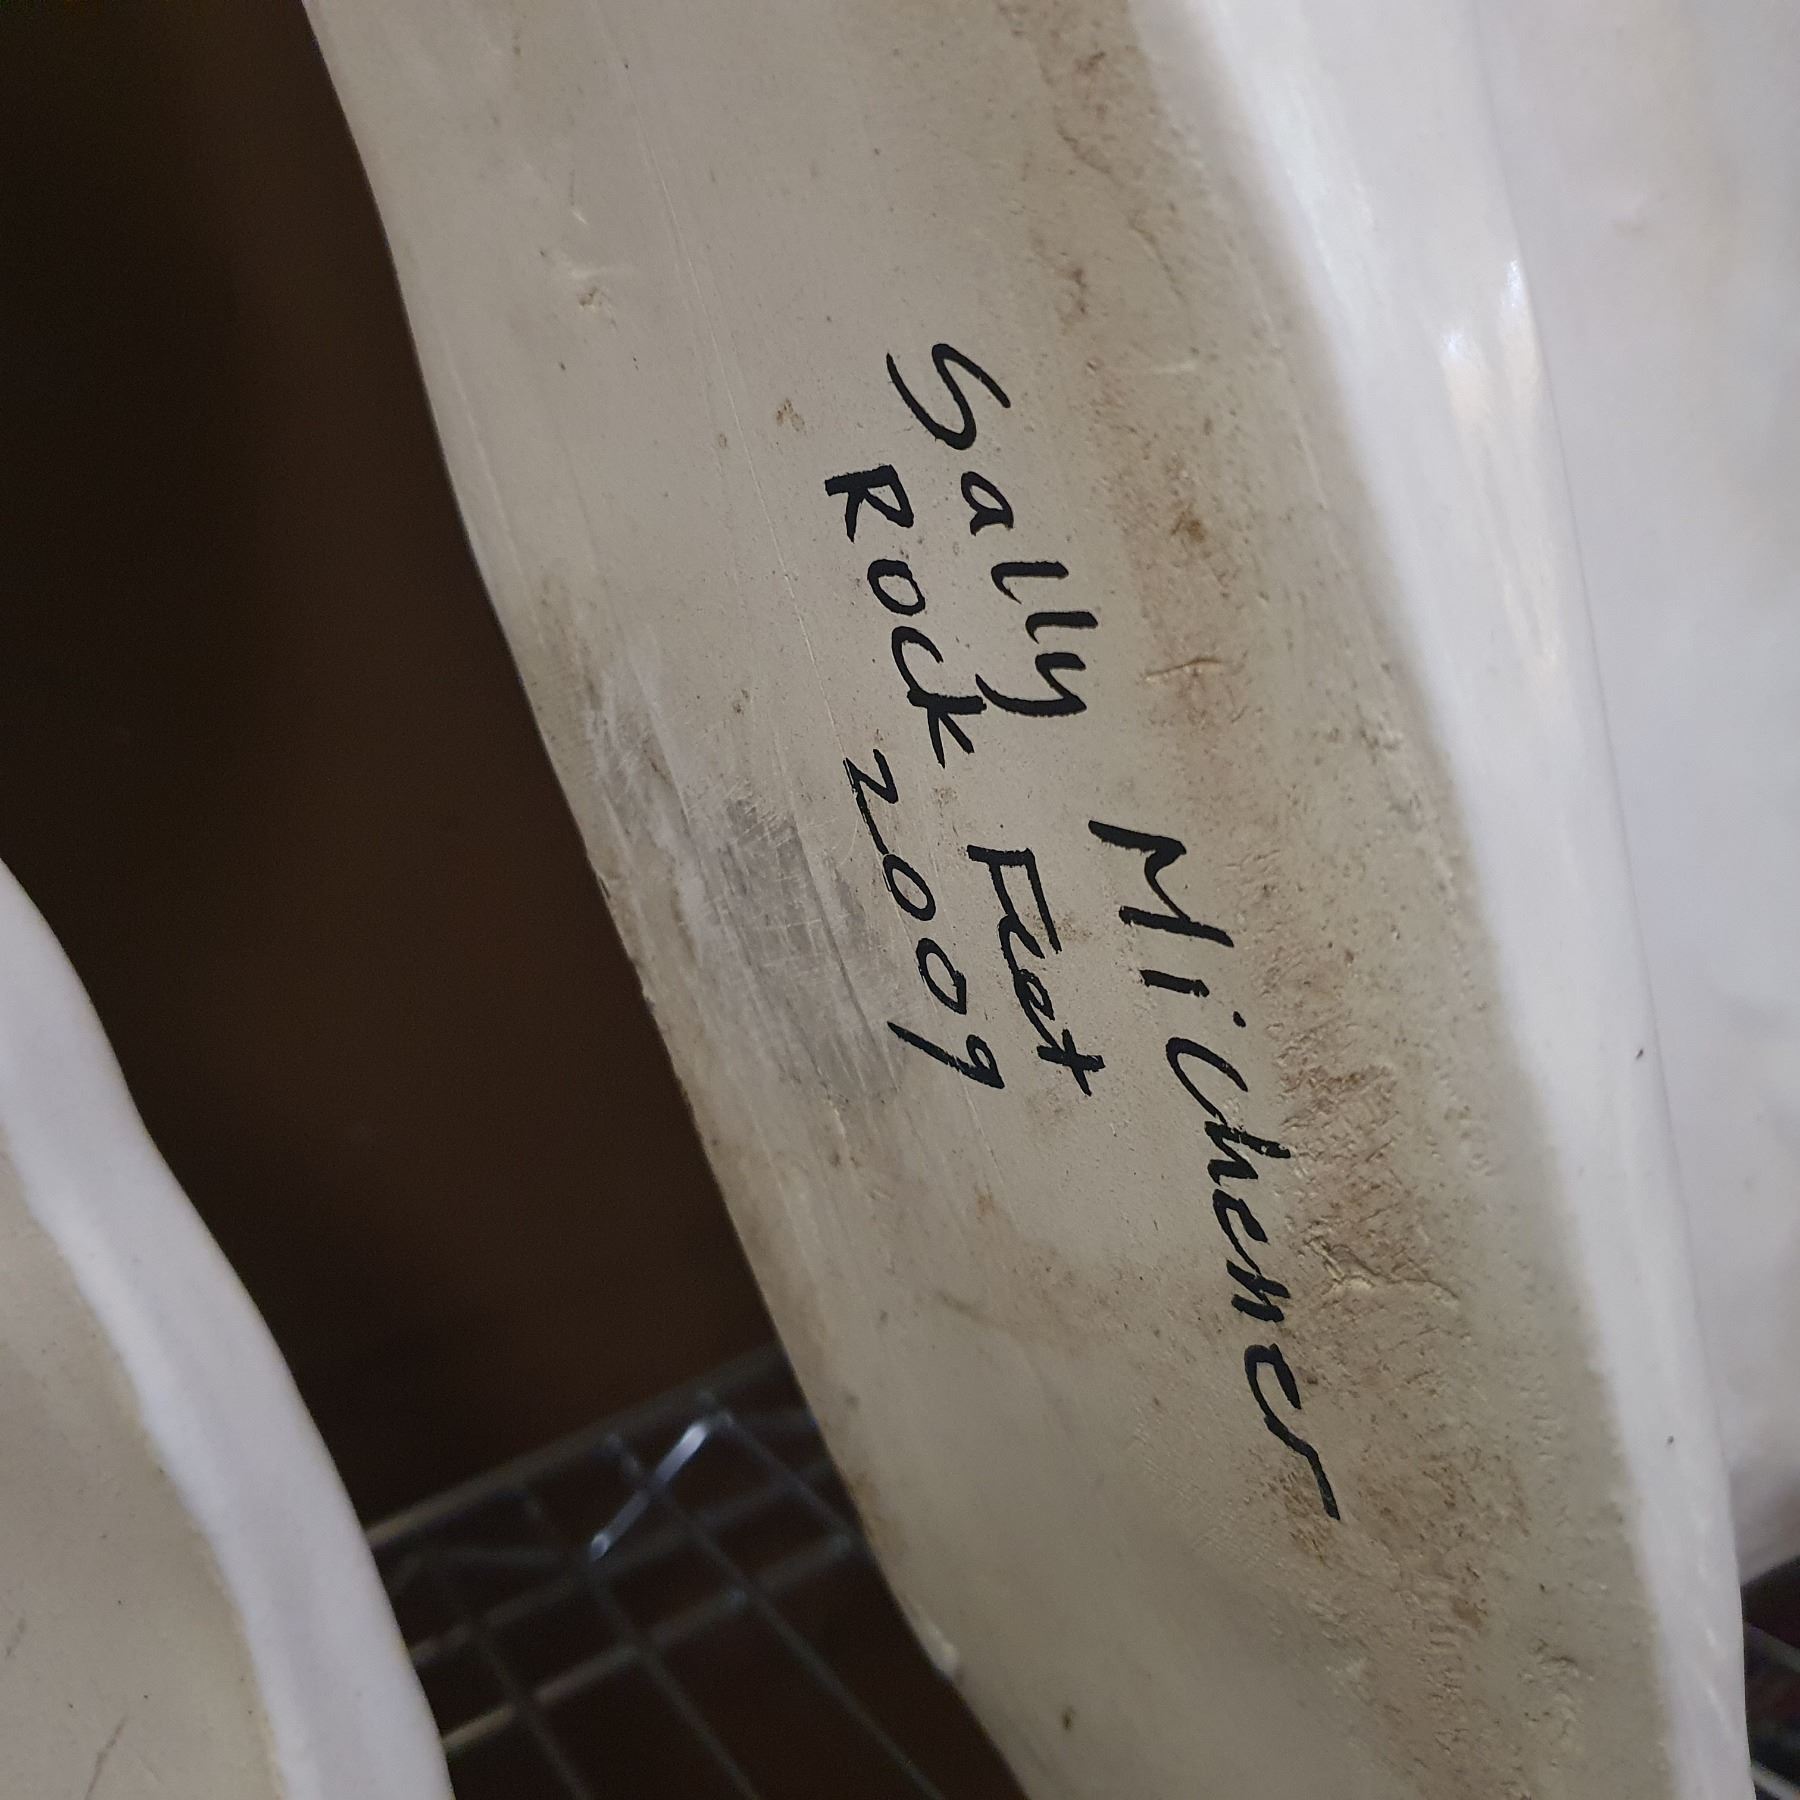 Sally Michener
Rock Feet
2009